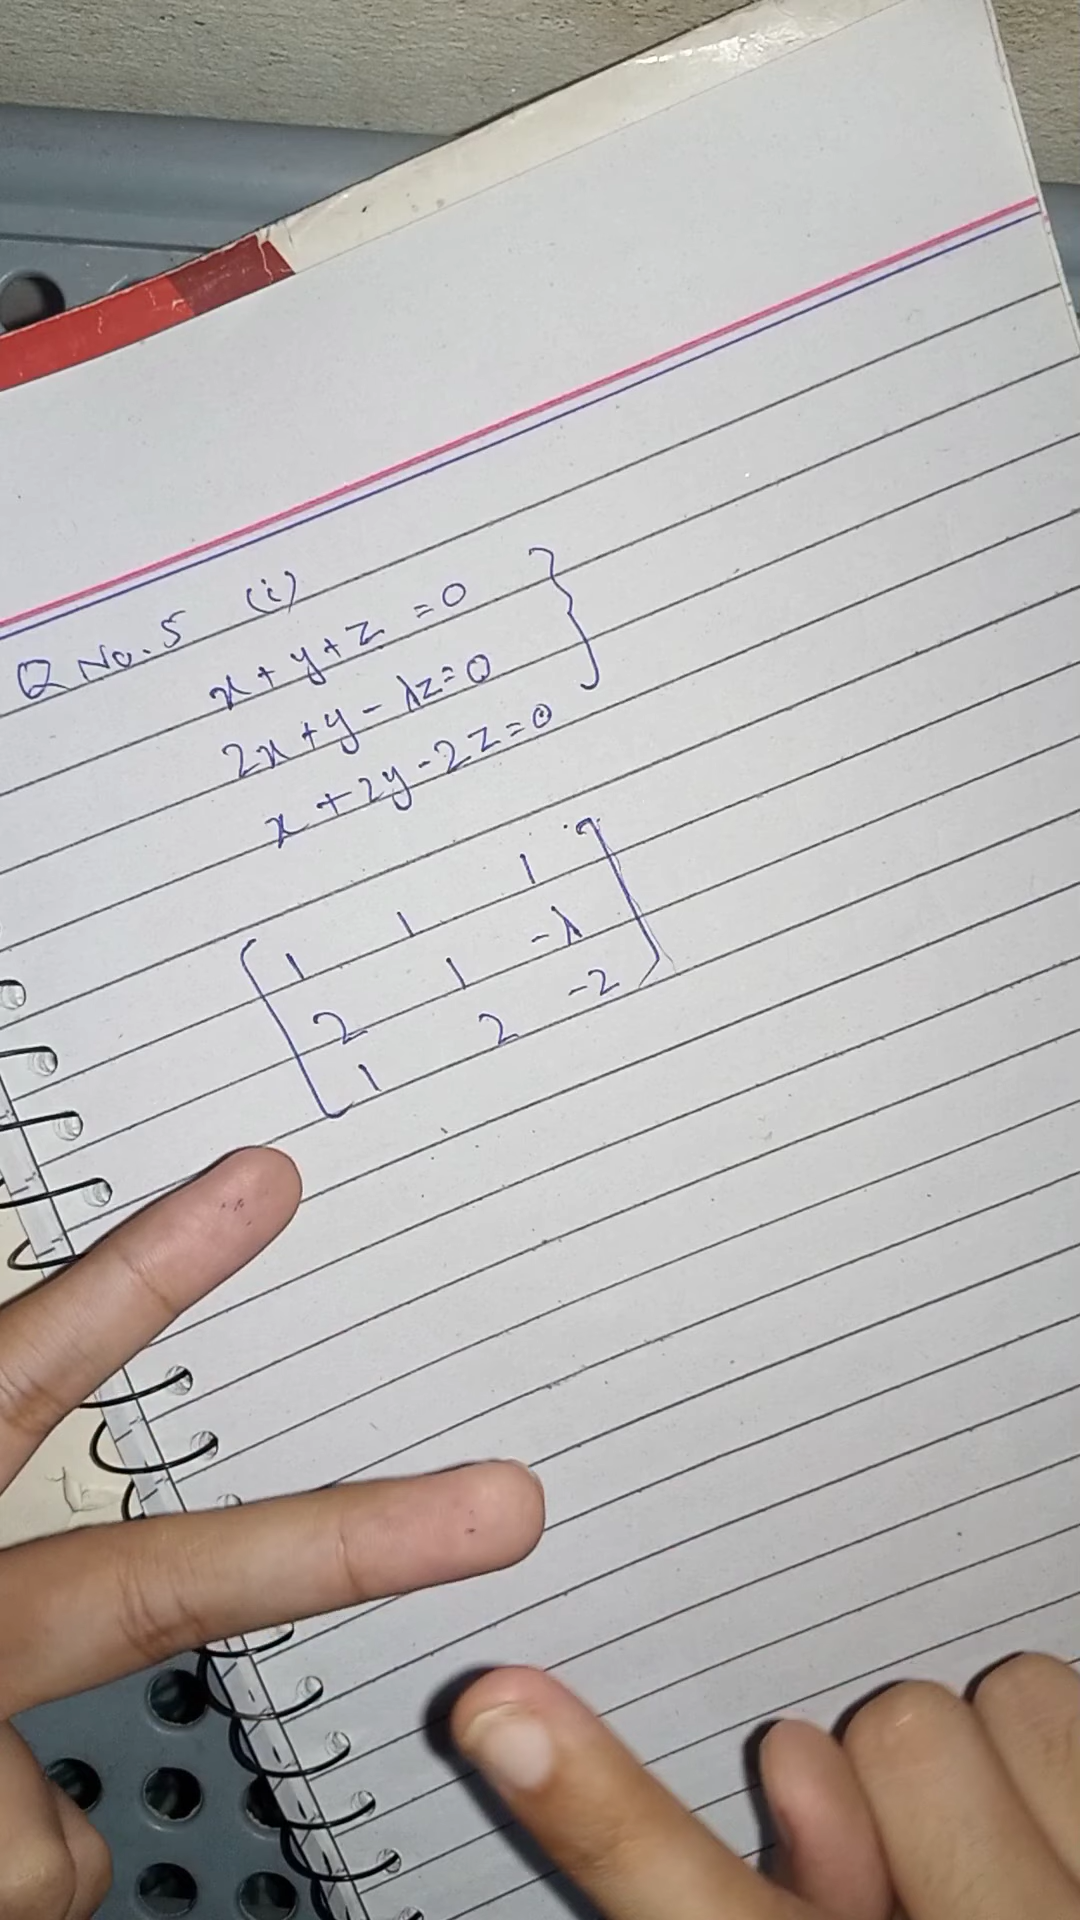 Q No. 5 (i)
x + y + z = 0
2x + y - λz = 0
x + 2y - 2z = 0
1 1 1
2 1 -λ
1 2 -2